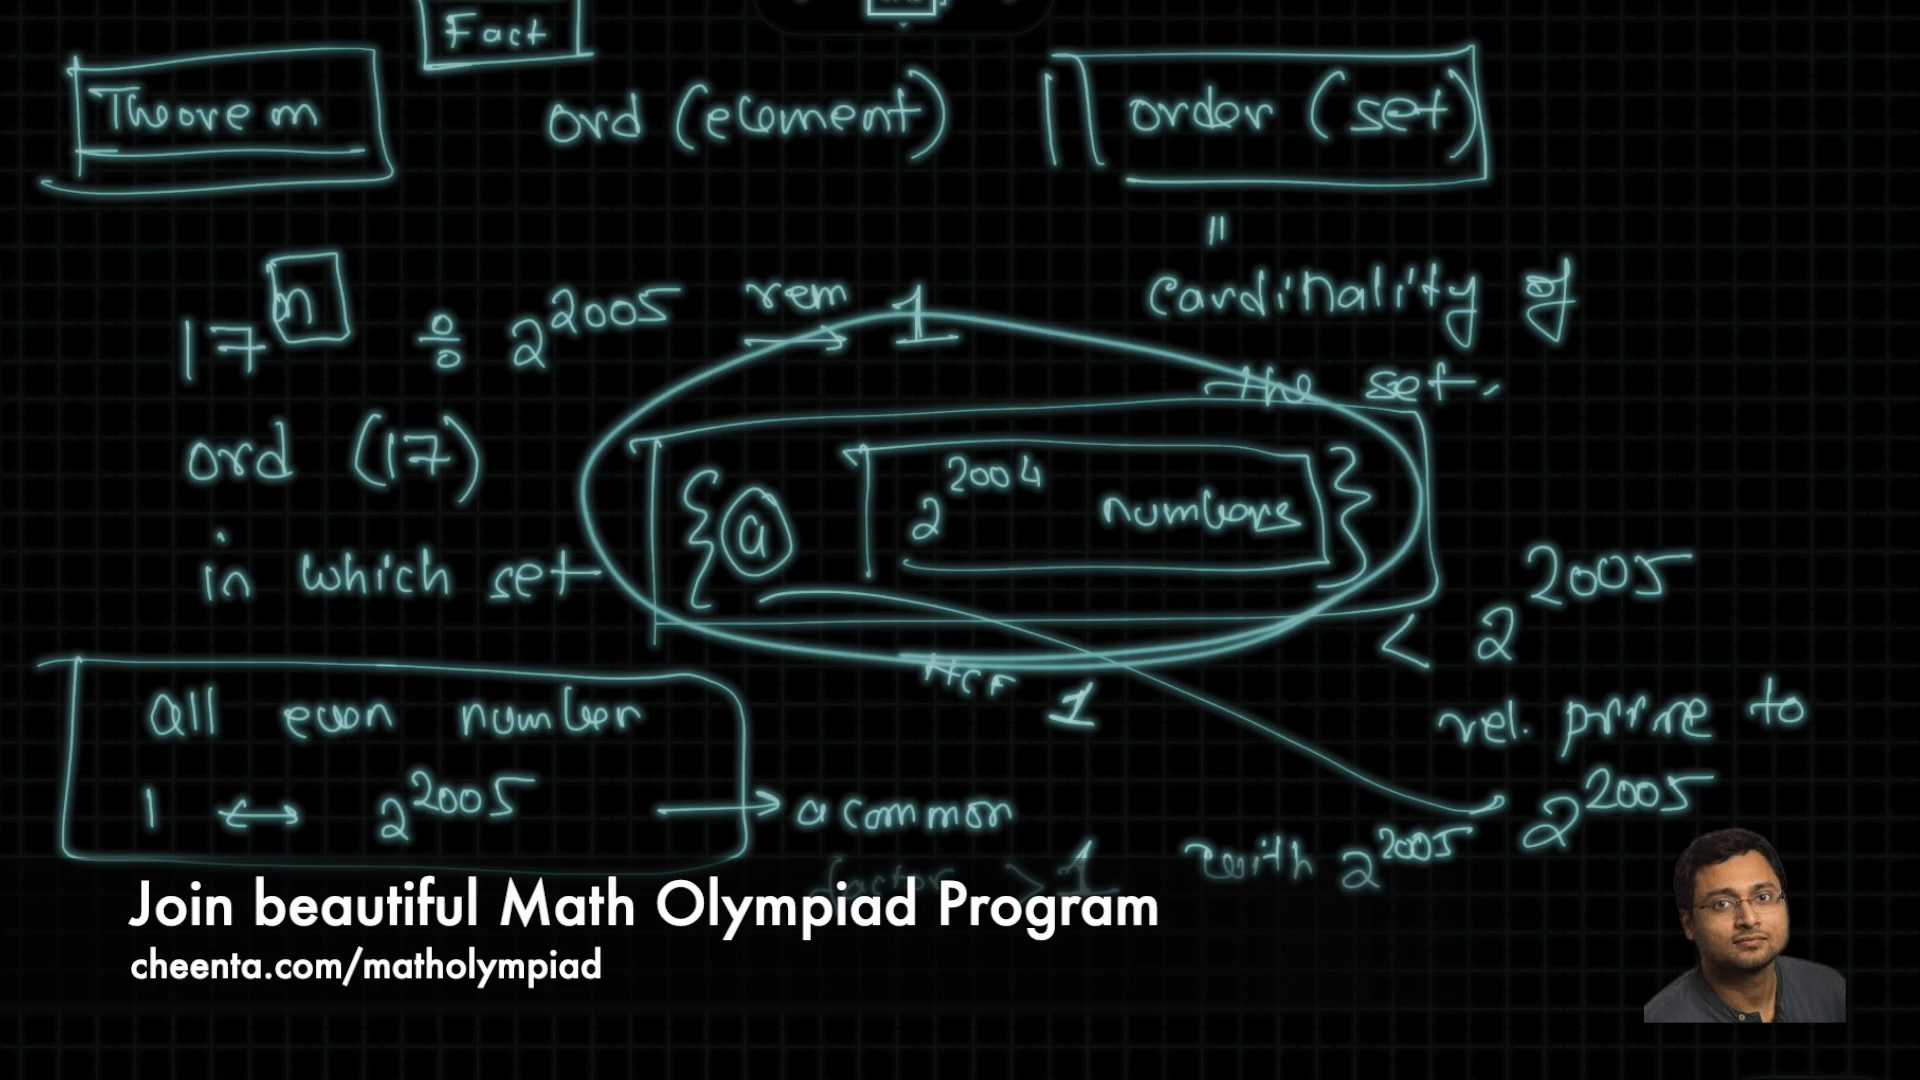 Fact
Theorem
ord (element) || order (set)
||
cardinality of
the set.
17^n ÷ 2^2005 rem → 1
ord (17)
in which set
{ a | 2^2004 numbers }
< 2^2005
rel. prime to
2^2005
HCF 1
all even number
1 ↔ 2^2005 → a common
factor > 1 with 2^2005
Join beautiful Math Olympiad Program
cheenta.com/matholympiad